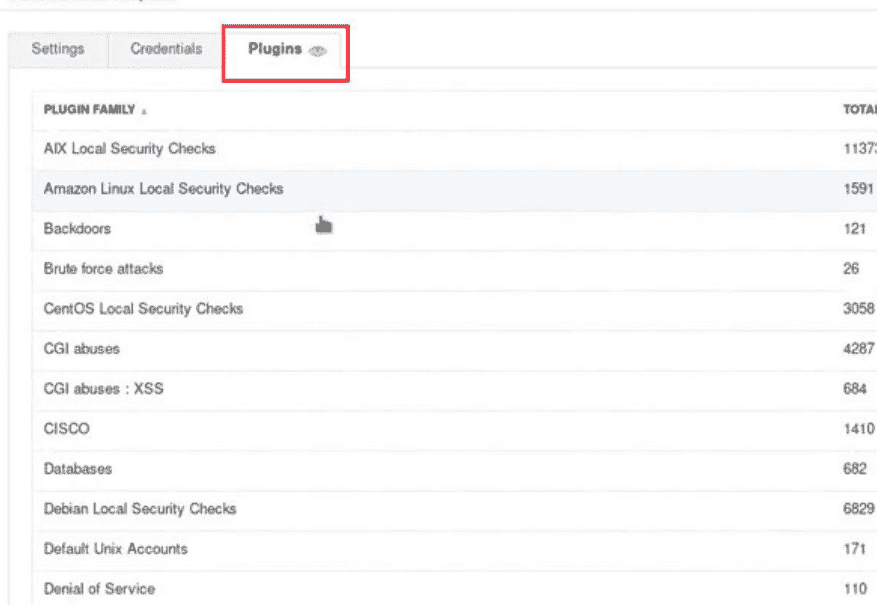 Settings Credentials Plugins
PLUGIN FAMILY TOTAL
AIX Local Security Checks 11373
Amazon Linux Local Security Checks 1591
Backdoors 121
Brute force attacks 26
CentOS Local Security Checks 3058
CGI abuses 4287
CGI abuses : XSS 684
CISCO 1410
Databases 682
Debian Local Security Checks 6829
Default Unix Accounts 171
Denial of Service 110